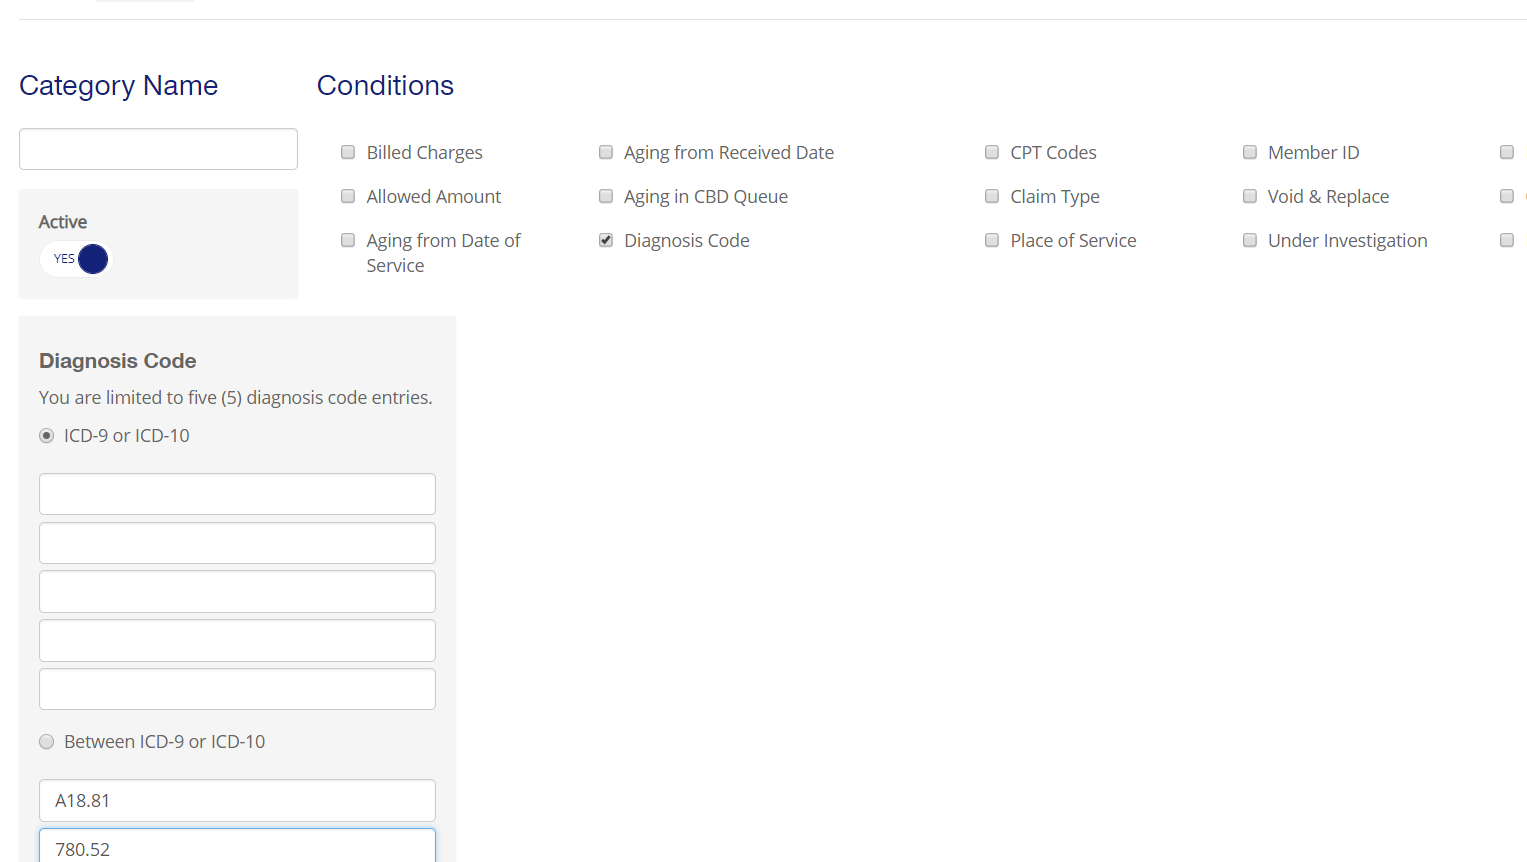 Category Name
Conditions
Billed Charges
Aging from Received Date
CPT Codes
Member ID
Allowed Amount
Aging in CBD Queue
Claim Type
Void & Replace
Active
YES
Aging from Date of
Service
Diagnosis Code
Place of Service
Under Investigation
Diagnosis Code
You are limited to five (5) diagnosis code entries.
ICD-9 or ICD-10
Between ICD-9 or ICD-10
A18.81
780.52